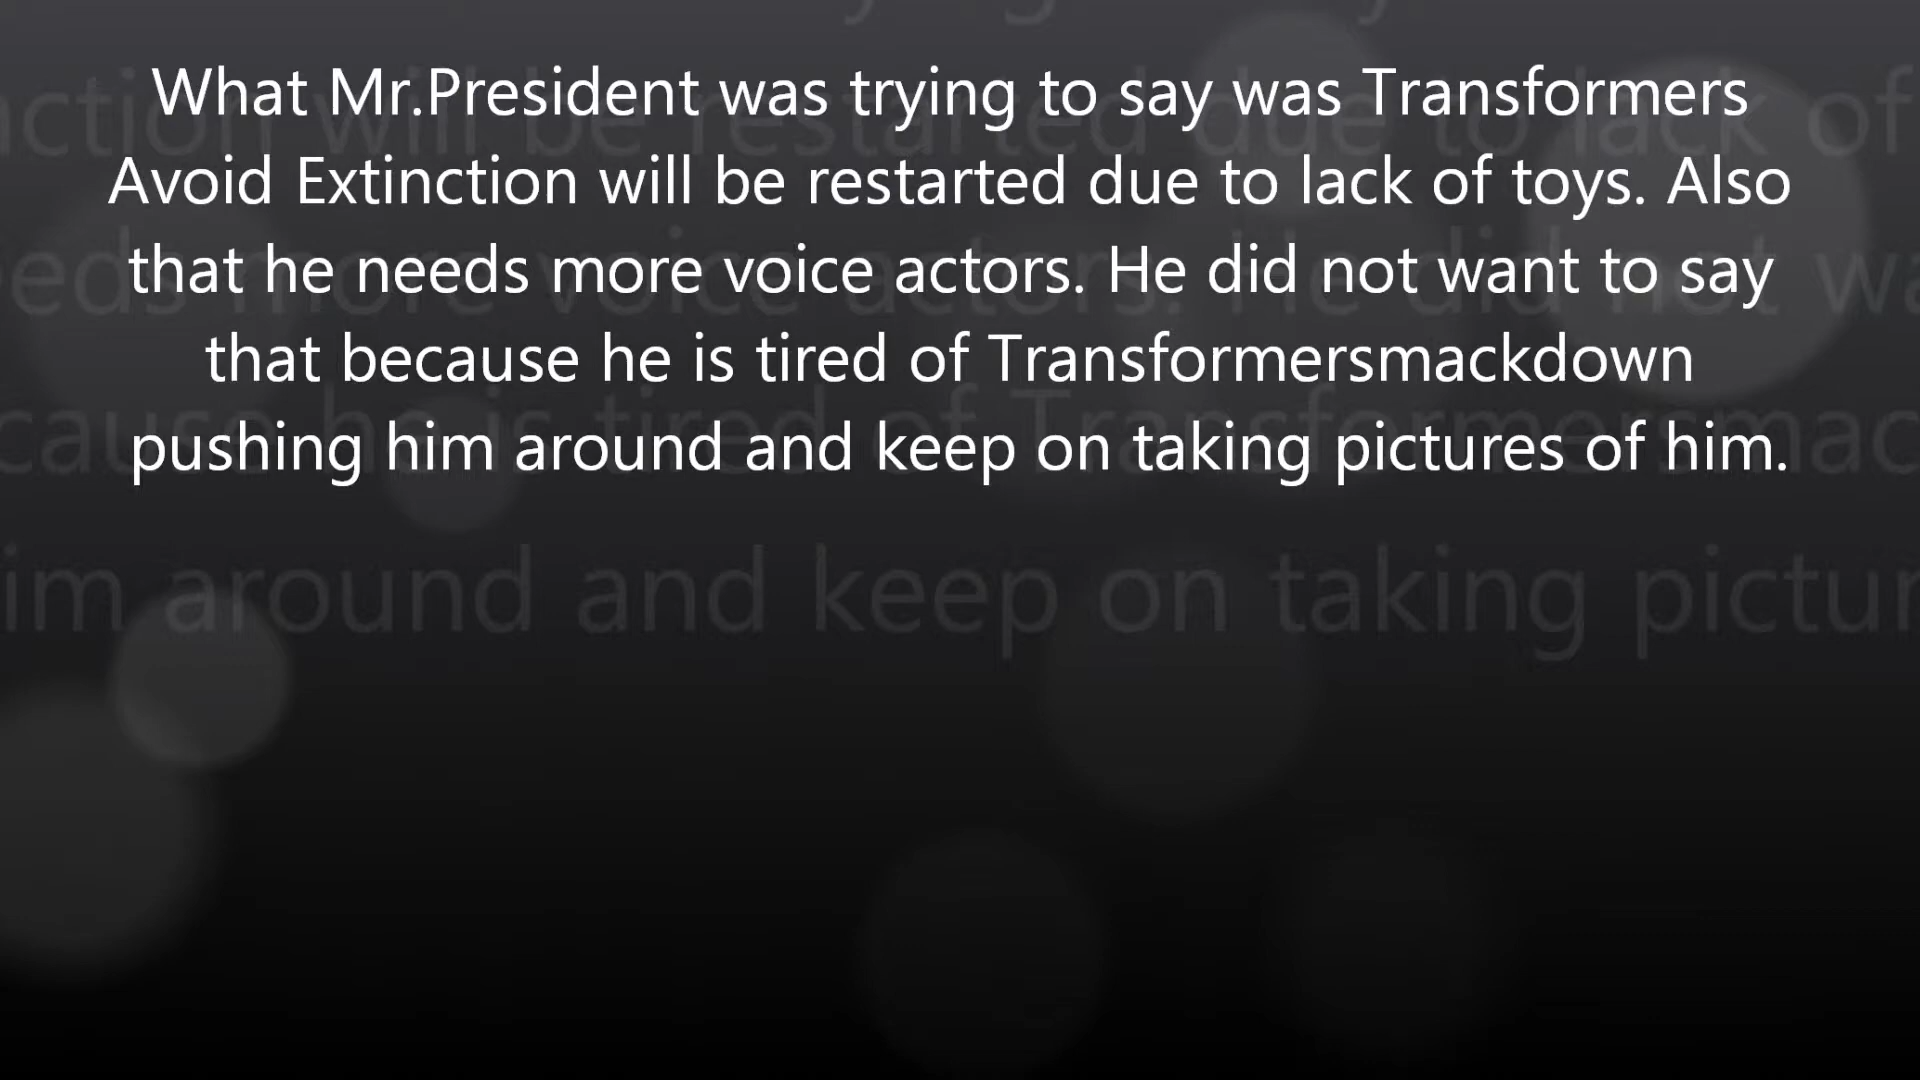 What Mr.President was trying to say was Transformers
Avoid Extinction will be restarted due to lack of toys. Also
that he needs more voice actors. He did not want to say
that because he is tired of Transformersmackdown
pushing him around and keep on taking pictures of him.